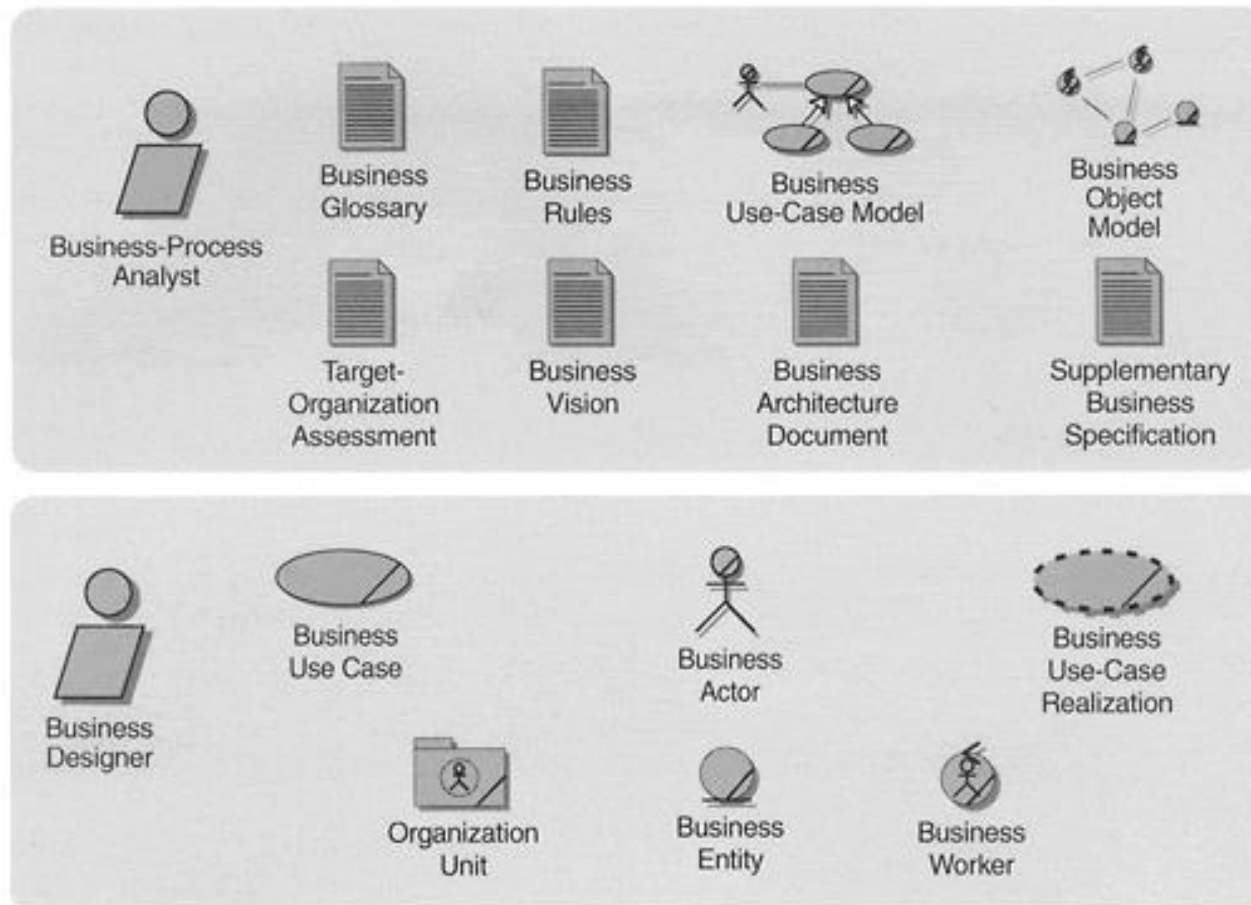 Business-Process
Analyst
Business
Glossary
Business
Rules
Business
Use-Case Model
Business
Object
Model
Target-
Organization
Assessment
Business
Vision
Business
Architecture
Document
Supplementary
Business
Specification
Business
Designer
Business
Use Case
Business
Actor
Business
Use-Case
Realization
Organization
Unit
Business
Entity
Business
Worker